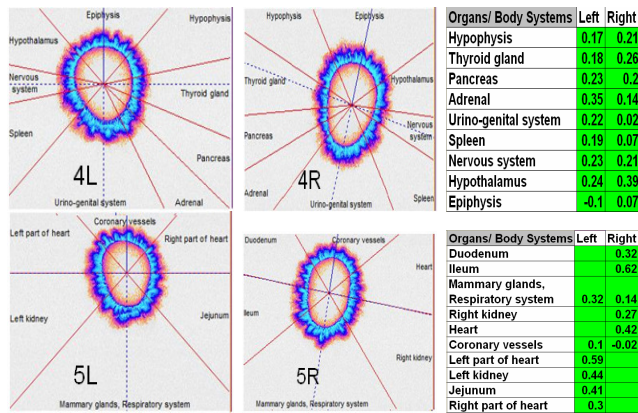 Epiphysis
Hypophysis
Hypothalamus
Nervous
system
Thyroid gland
Spleen
Pancreas
4L
Urino-genital system
Adrenal
Hypophysis
Epiphysis
Thyroid gland
Hypothalamus
Nervous
system
Pancreas
Adrenal
4R
Spleen
Urino-genital system
Organs/ Body Systems Left Right
Hypophysis 0.17 0.21
Thyroid gland 0.18 0.26
Pancreas 0.23 0.2
Adrenal 0.35 0.14
Urino-genital system 0.22 0.02
Spleen 0.19 0.07
Nervous system 0.23 0.21
Hypothalamus 0.24 0.39
Epiphysis -0.1 0.07
Coronary vessels
Left part of heart
Right part of heart
Left kidney
Jejunum
5L
Mammary glands, Respiratory system
Duodenum
Coronary vessels
Heart
Ileum
Right kidney
5R
Mammary glands, Respiratory system
Organs/ Body Systems Left Right
Duodenum 0.32
Ileum 0.62
Mammary glands,
Respiratory system 0.32 0.14
Right kidney 0.27
Heart 0.42
Coronary vessels 0.1 -0.02
Left part of heart 0.59
Left kidney 0.44
Jejunum 0.41
Right part of heart 0.3